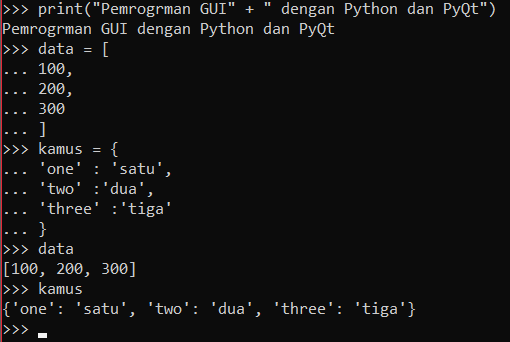 >>> print("Pemrogrman GUI" + " dengan Python dan PyQt")
Pemrogrman GUI dengan Python dan PyQt
>>> data = [
... 100,
... 200,
... 300
... ]
>>> kamus = {
... 'one' : 'satu',
... 'two' :'dua',
... 'three' :'tiga'
... }
>>> data
[100, 200, 300]
>>> kamus
{'one': 'satu', 'two': 'dua', 'three': 'tiga'}
>>>